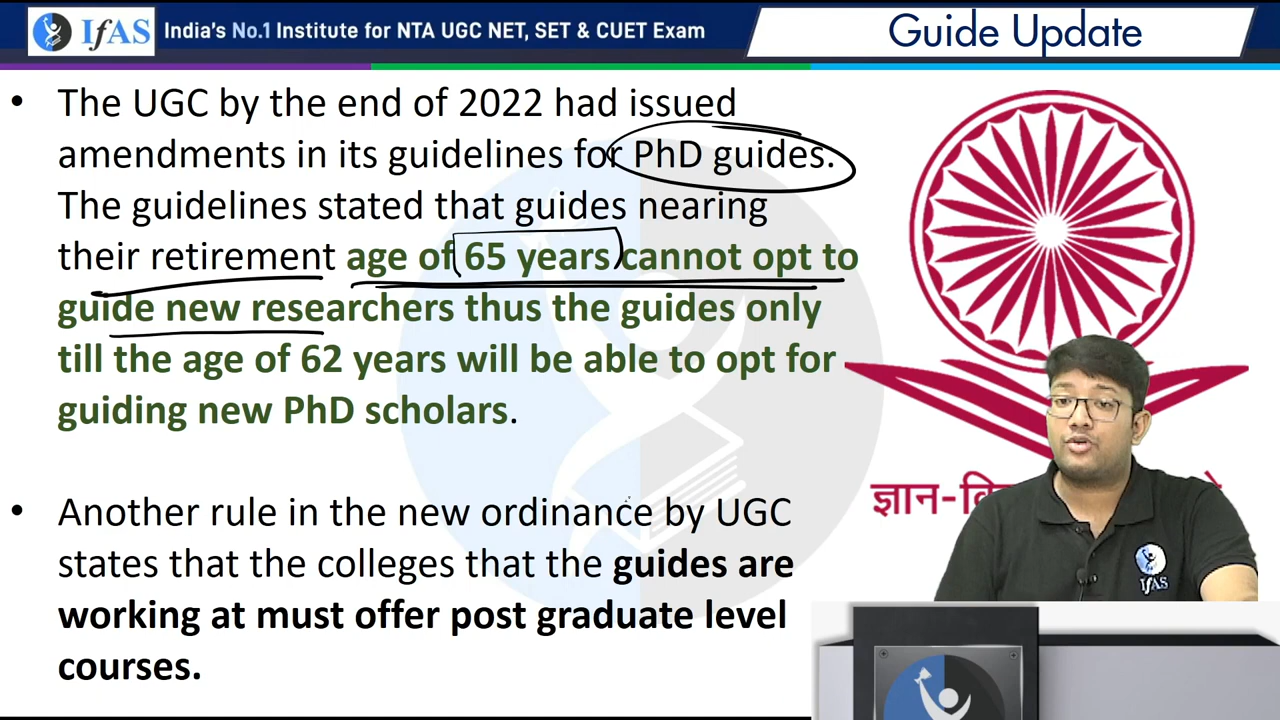 IfAS India's No.1 Institute for NTA UGC NET, SET & CUET Exam
Guide Update
• The UGC by the end of 2022 had issued
amendments in its guidelines for PhD guides.
The guidelines stated that guides nearing
their retirement age of 65 years cannot opt to
guide new researchers thus the guides only
till the age of 62 years will be able to opt for
guiding new PhD scholars.
• Another rule in the new ordinance by UGC
states that the colleges that the guides are
working at must offer post graduate level
courses.
ज्ञान-वि
IfAS